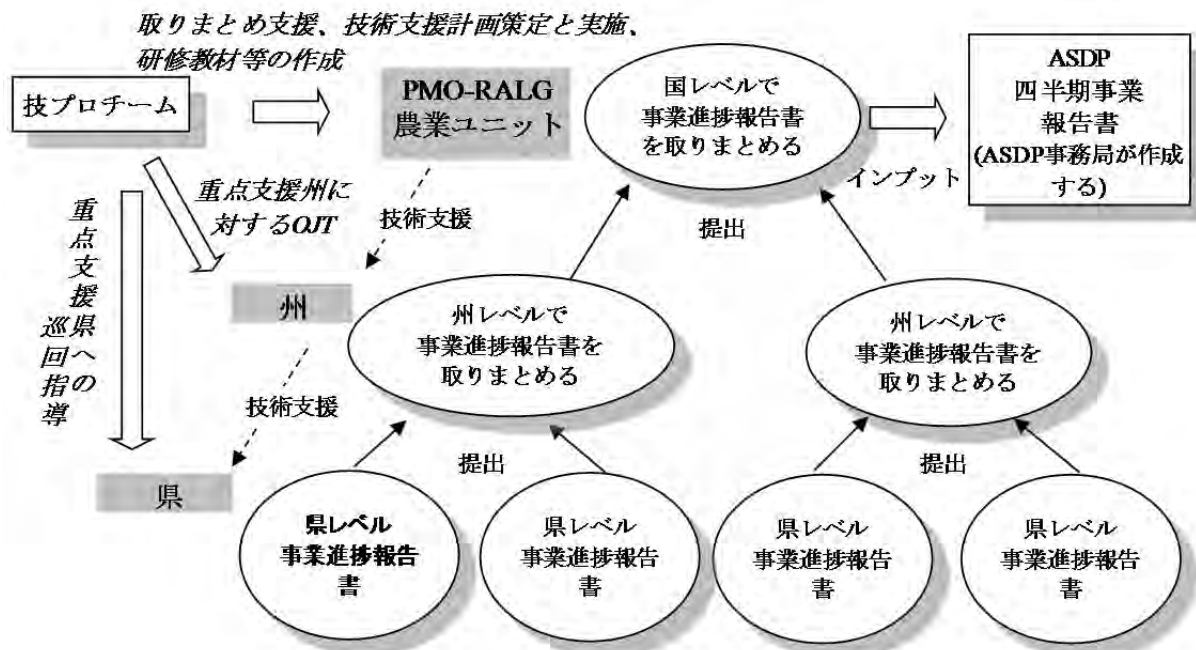 取りまとめ支援、技術支援計画策定と実施、
研修教材等の作成
技プロチーム
PMO-RALG
農業ユニット
国レベルで
事業進捗報告書
を取りまとめる
ASDP
四半期事業
報告書
(ASDP事務局が作成
する)
インプット
重点支援州に
対するOJT
技術支援
提出
重点支援県への
巡回指導
州
州レベルで
事業進捗報告書を
取りまとめる
州レベルで
事業進捗報告書を
取りまとめる
技術支援
提出
提出
県
県レベル
事業進捗報告
書
県レベル
事業進捗報告
書
県レベル
事業進捗報告
書
県レベル
事業進捗報告
書